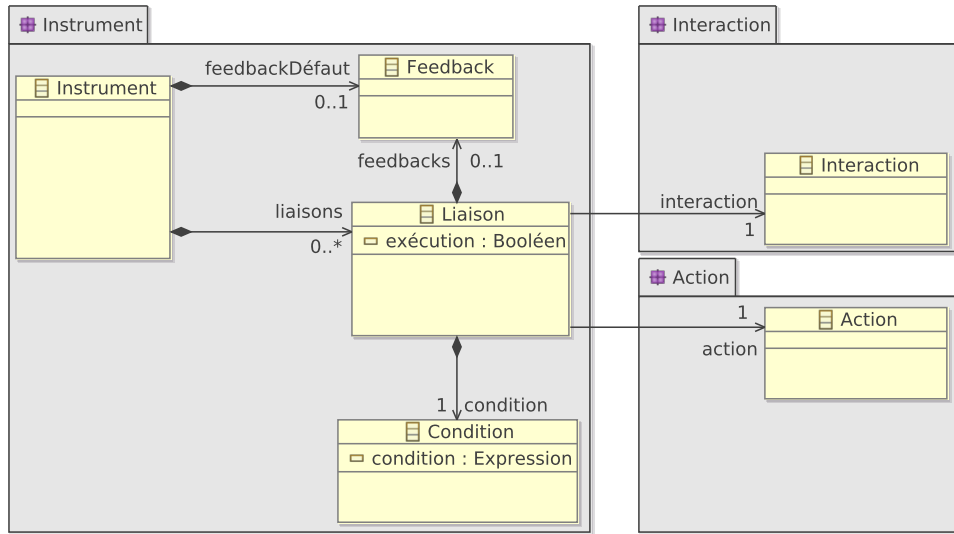 Instrument
Interaction
Instrument
feedbackDéfaut
0..1
Feedback
feedbacks
0..1
liaisons
0..*
Liaison
exécution : Booléen
interaction
1
Interaction
Action
1
action
Action
1
condition
Condition
condition : Expression